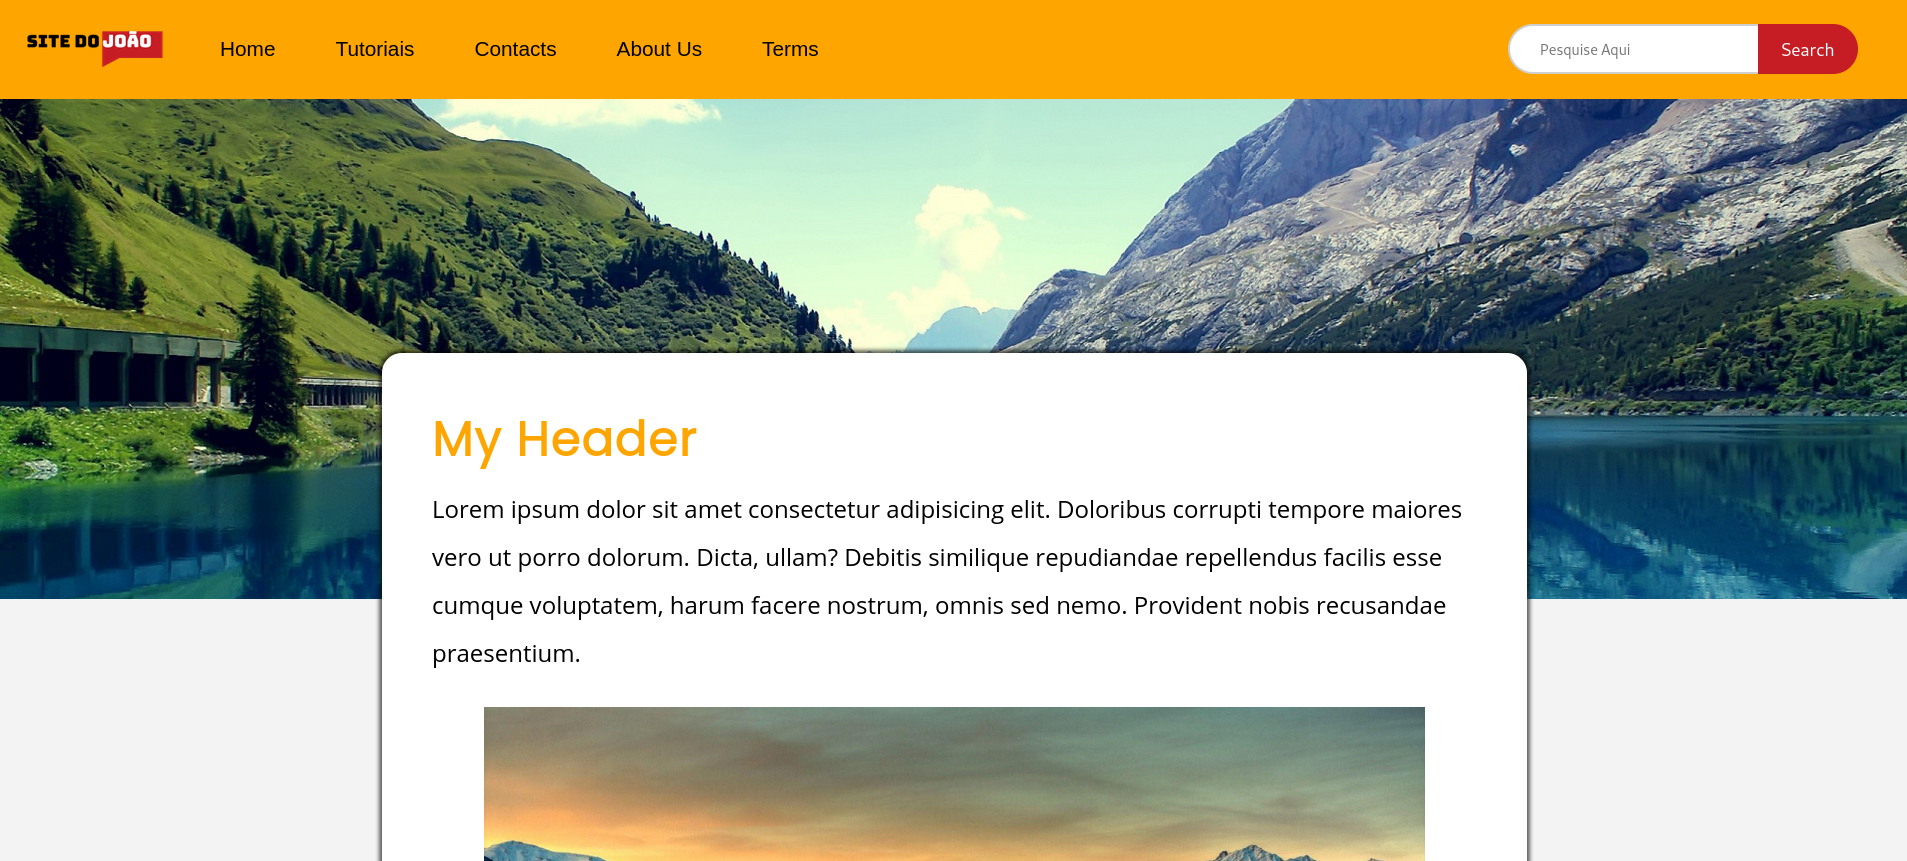 SITE DO JOÃO
Home Tutoriais Contacts About Us Terms
Pesquise Aqui Search
My Header
Lorem ipsum dolor sit amet consectetur adipisicing elit. Doloribus corrupti tempore maiores
vero ut porro dolorum. Dicta, ullam? Debitis similique repudiandae repellendus facilis esse
cumque voluptatem, harum facere nostrum, omnis sed nemo. Provident nobis recusandae
praesentium.